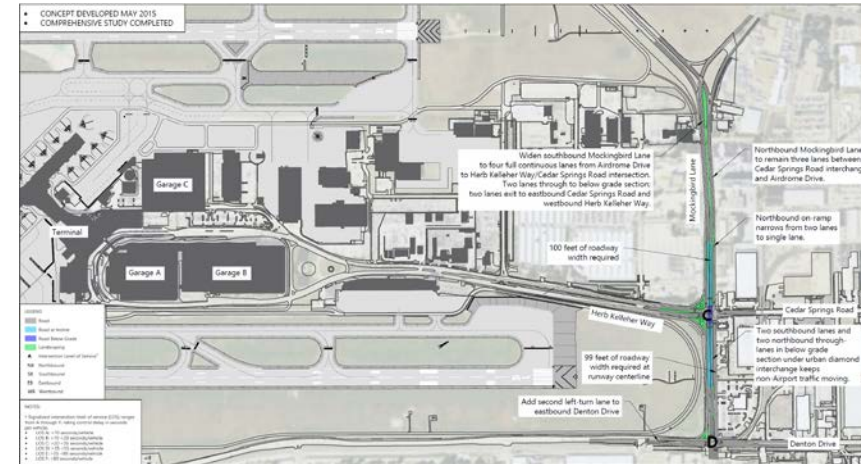 CONCEPT DEVELOPED MAY 2015
COMPREHENSIVE STUDY COMPLETED
Widen southbound Mockingbird Lane
to four full continuous lanes from Airdrome Drive
to Herb Kelleher Way/Cedar Springs Road intersection.
Two lanes through to below grade section;
two lanes exit to eastbound Cedar Springs Road and
westbound Herb Kelleher Way.
Mockingbird Lane
Northbound Mockingbird Lane
to remain three lanes between
Cedar Springs Road interchange
and Airdrome Drive.
Northbound on ramp
narrows from two lanes
to single lane.
100 feet of roadway
width required
Garage C
Terminal
Garage A
Garage B
Herb Kelleher Way
C
Cedar Springs Road
Two southbound lanes and
two northbound through-
lanes in below grade
section under urban diamond
interchange keeps
non-Airport traffic moving.
99 feet of roadway
width required at
runway centerline
Add second left-turn lane to
eastbound Denton Drive
D
Denton Drive
LEGEND
Road
Road Below Grade
Landscaping
A
Northbound
Southbound
Eastbound
Westbound
NOTES: